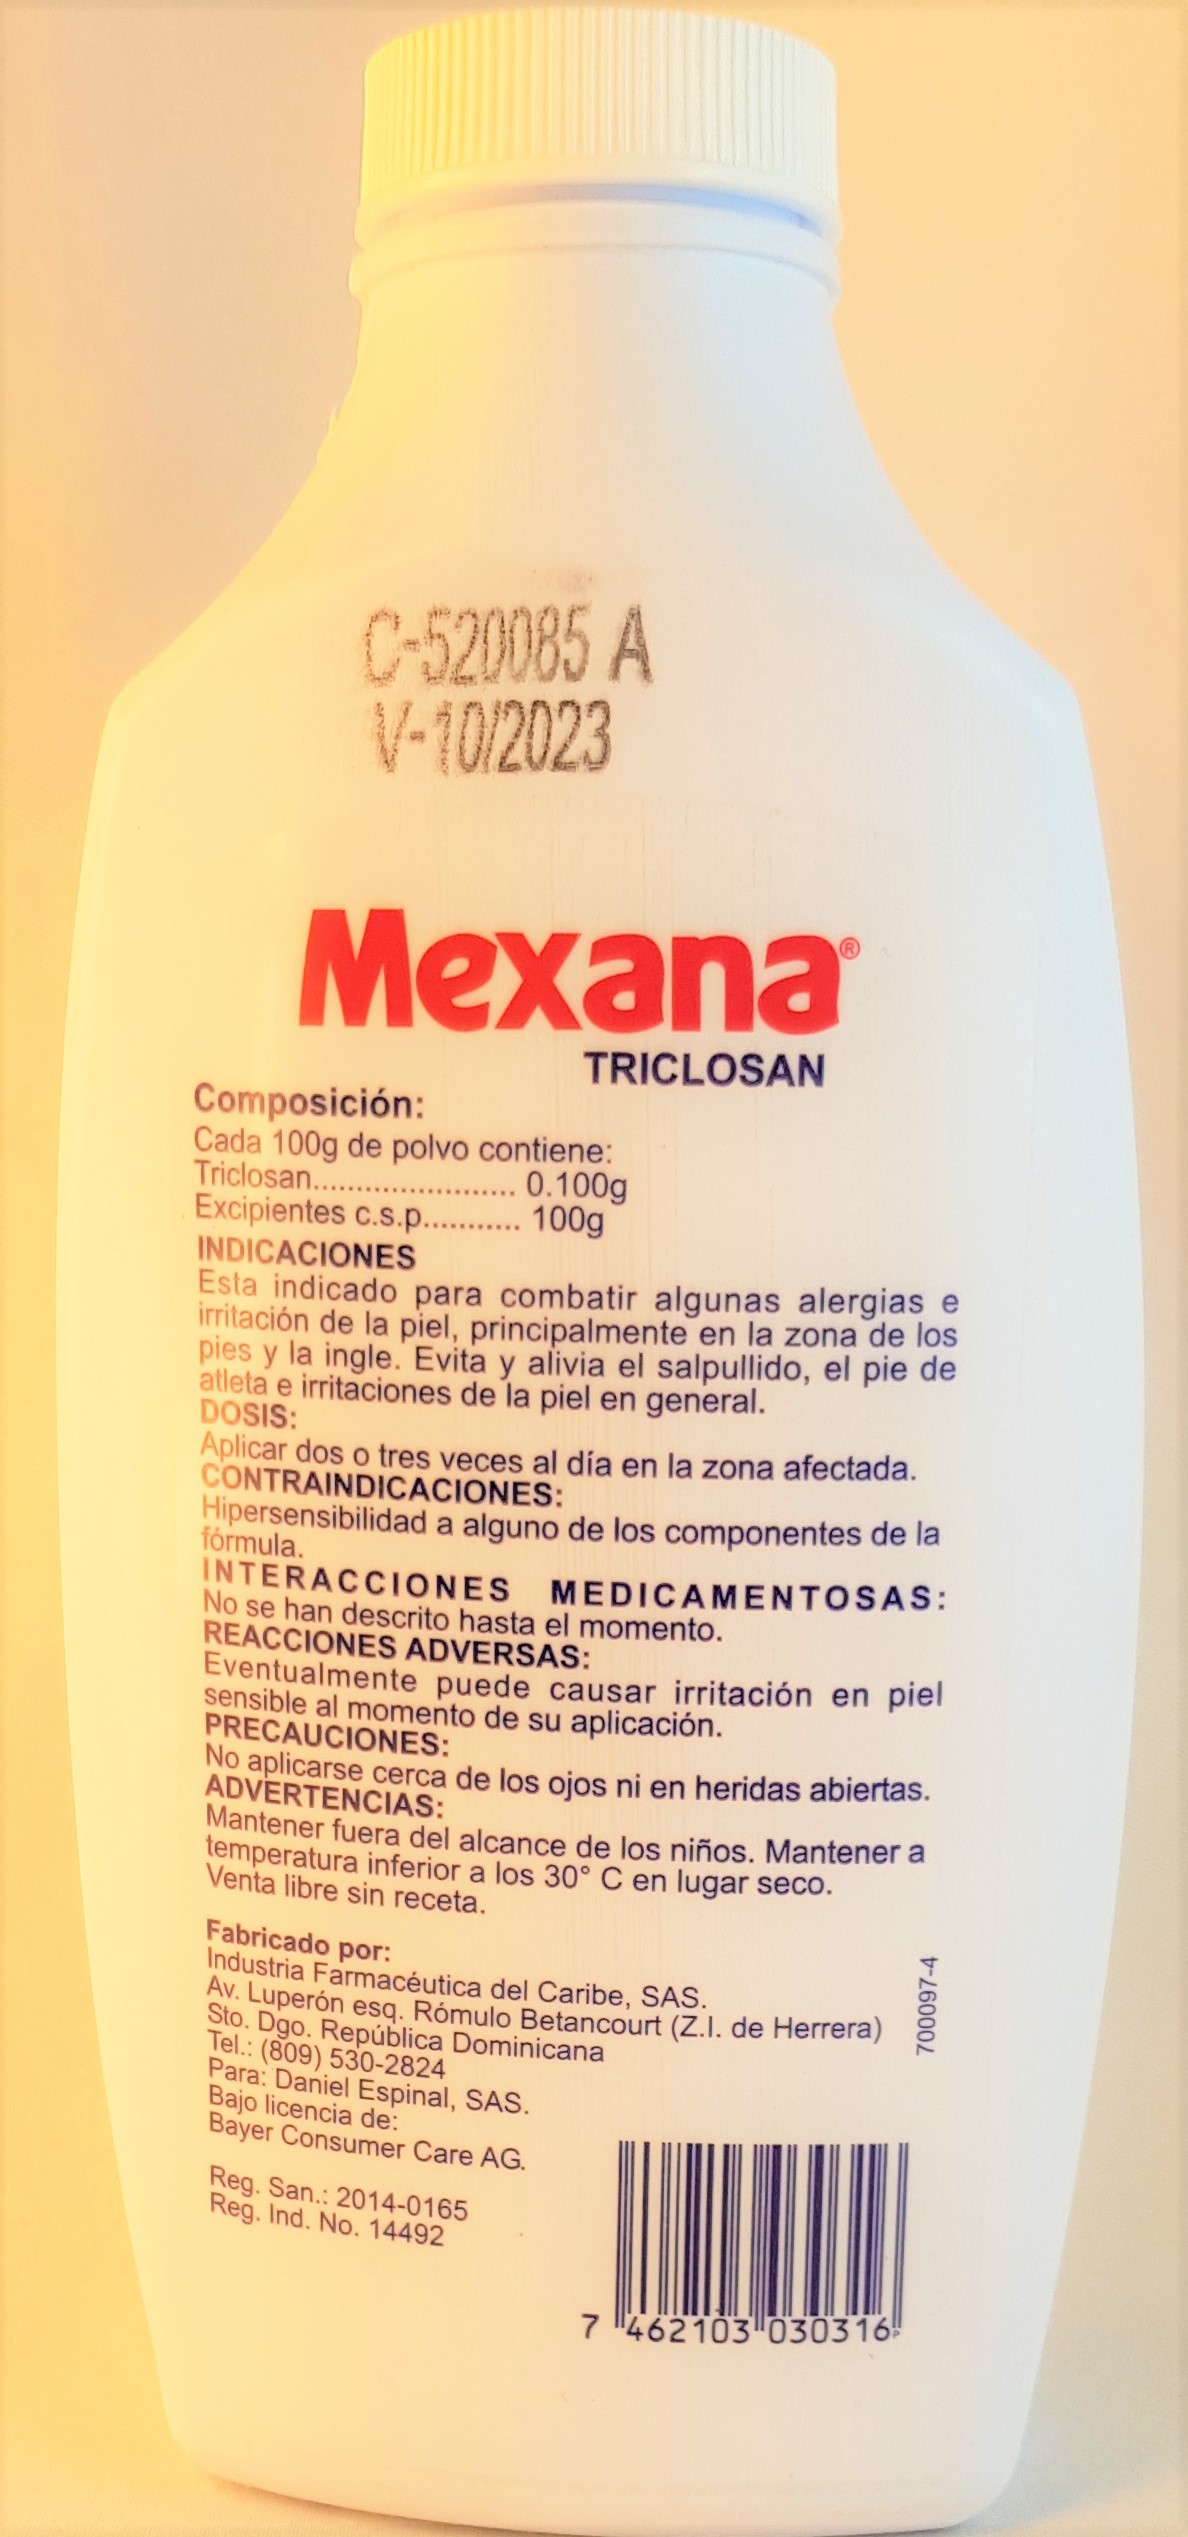 C-520085 A
V-10/2023
Mexana®
TRICLOSAN
Composición:
Cada 100g de polvo contiene:
Triclosan........................ 0.100g
Excipientes c.s.p............ 100g
INDICACIONES
Esta indicado para combatir algunas alergias e
irritación de la piel, principalmente en la zona de los
pies y la ingle. Evita y alivia el salpullido, el pie de
atleta e irritaciones de la piel en general.
DOSIS:
Aplicar dos o tres veces al día en la zona afectada.
CONTRAINDICACIONES:
Hipersensibilidad a alguno de los componentes de la
fórmula.
INTERACCIONES MEDICAMENTOSAS:
No se han descrito hasta el momento.
REACCIONES ADVERSAS:
Eventualmente puede causar irritación en piel
sensible al momento de su aplicación.
PRECAUCIONES:
No aplicarse cerca de los ojos ni en heridas abiertas.
ADVERTENCIAS:
Mantener fuera del alcance de los niños. Mantener a
temperatura inferior a los 30° C en lugar seco.
Venta libre sin receta.
Fabricado por:
Industria Farmacéutica del Caribe, SAS.
Av. Luperón esq. Rómulo Betancourt (Z.I. de Herrera)
Sto. Dgo. República Dominicana
Tel.: (809) 530-2824
Para: Daniel Espinal, SAS.
Bajo licencia de:
Bayer Consumer Care AG.
Reg. San.: 2014-0165
Reg. Ind. No. 14492
700097-4
7 462103 030316